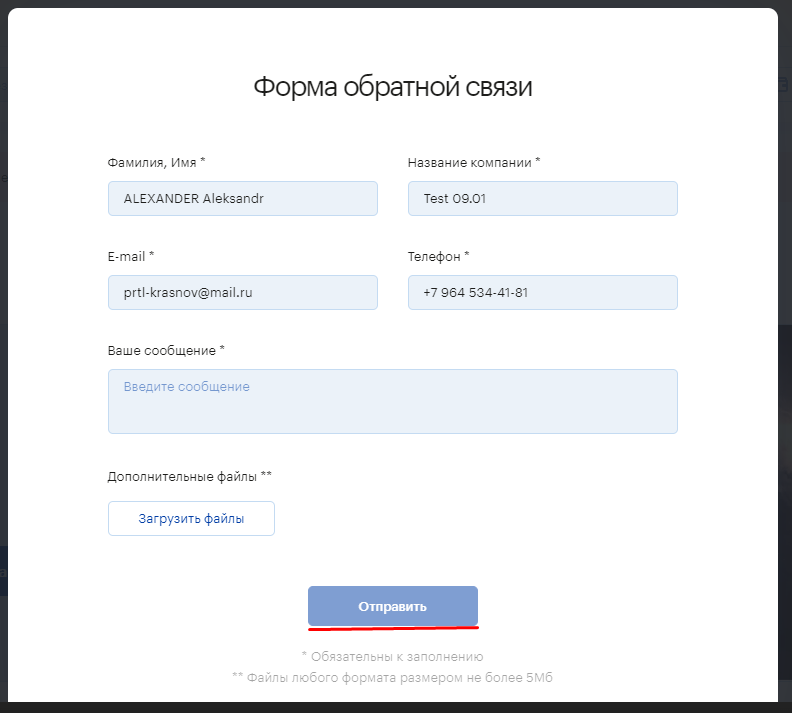 Форма обратной связи
Фамилия, Имя * Название компании *
ALEXANDER Aleksandr Test 09.01
E-mail * Телефон *
prtl-krasnov@mail.ru +7 964 534-41-81
Ваше сообщение *
Введите сообщение
Дополнительные файлы **
Загрузить файлы
Отправить
* Обязательны к заполнению
** Файлы любого формата размером не более 5Мб